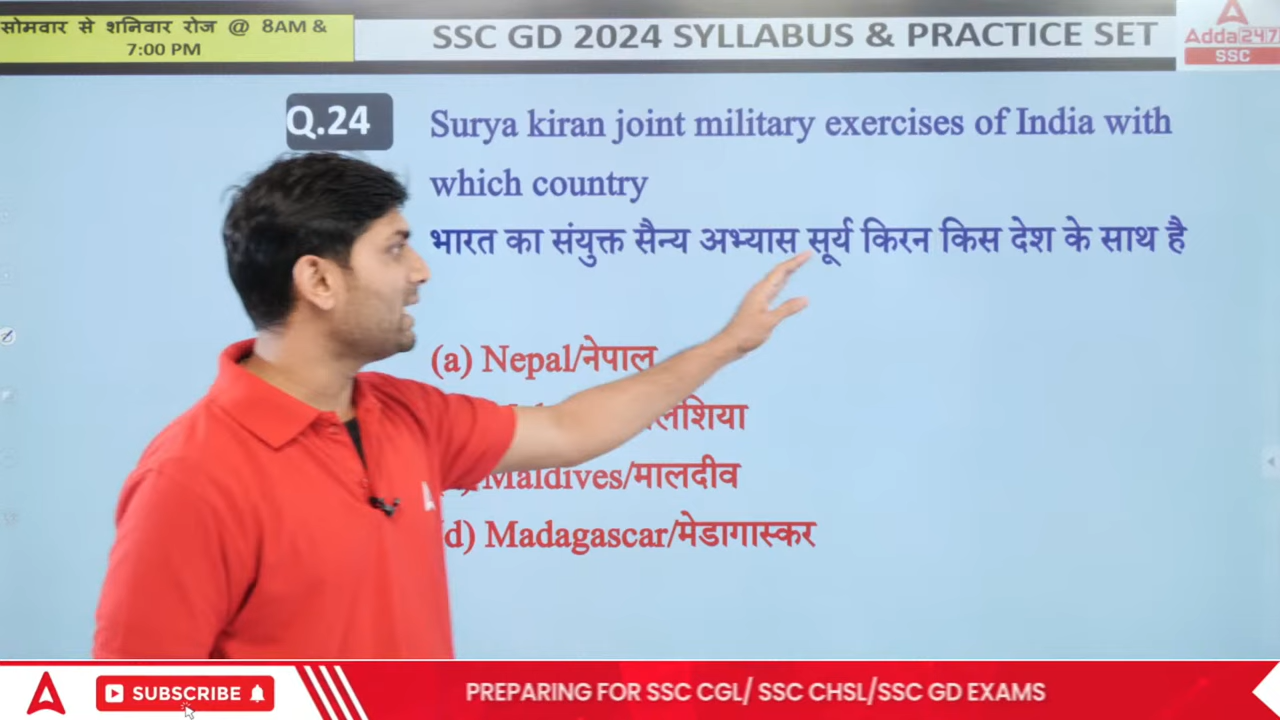 सोमवार से शनिवार रोज @ 8AM &
7:00 PM
SSC GD 2024 SYLLABUS & PRACTICE SET
Adda247
SSC
Q.24
Surya kiran joint military exercises of India with
which country
भारत का संयुक्त सैन्य अभ्यास सूर्य किरन किस देश के साथ है
(a) Nepal/नेपाल
Maldives/मालदीव
(d) Madagascar/मेडागास्कर
SUBSCRIBE
PREPARING FOR SSC CGL/ SSC CHSL/SSC GD EXAMS